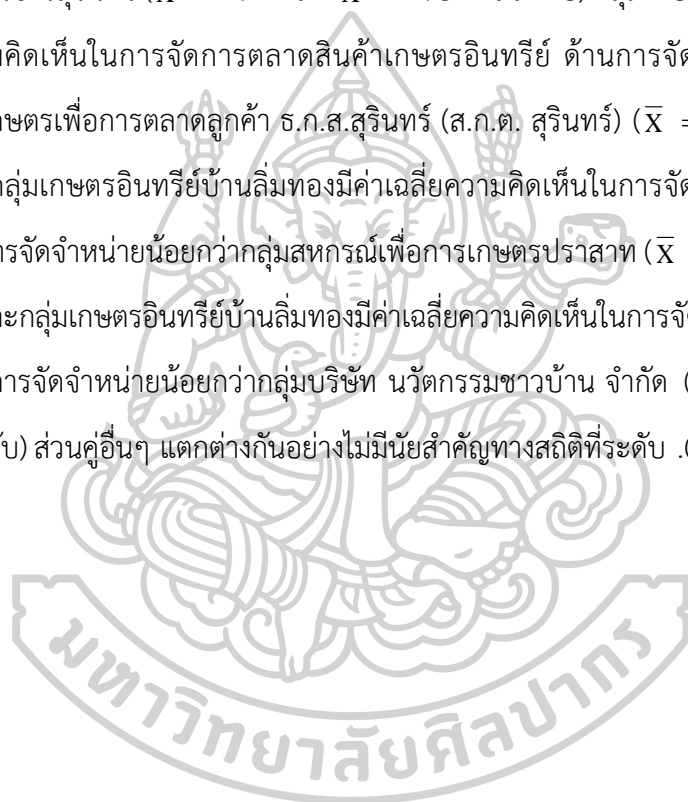 มคิดเห็นในการจัดการตลาดสินค้าเกษตรอินทรีย์ ด้านการจัด
กษตรเพื่อการตลาดลูกค้า ธ.ก.ส.สุรินทร์ (ส.ก.ต. สุรินทร์) (x̄ =
กลุ่มเกษตรอินทรีย์บ้านลิ่มทองมีค่าเฉลี่ยความคิดเห็นในการจัด
ารจัดจำหน่ายน้อยกว่ากลุ่มสหกรณ์เพื่อการเกษตรปราสาท (x̄
ละกลุ่มเกษตรอินทรีย์บ้านลิ่มทองมีค่าเฉลี่ยความคิดเห็นในการจั
การจัดจำหน่ายน้อยกว่ากลุ่มบริษัท นวัตกรรมชาวบ้าน จำกัด (
ับ) ส่วนคู่อื่นๆ แตกต่างกันอย่างไม่มีนัยสำคัญทางสถิติที่ระดับ .0
มหาวิทยาลัยศิลปากร